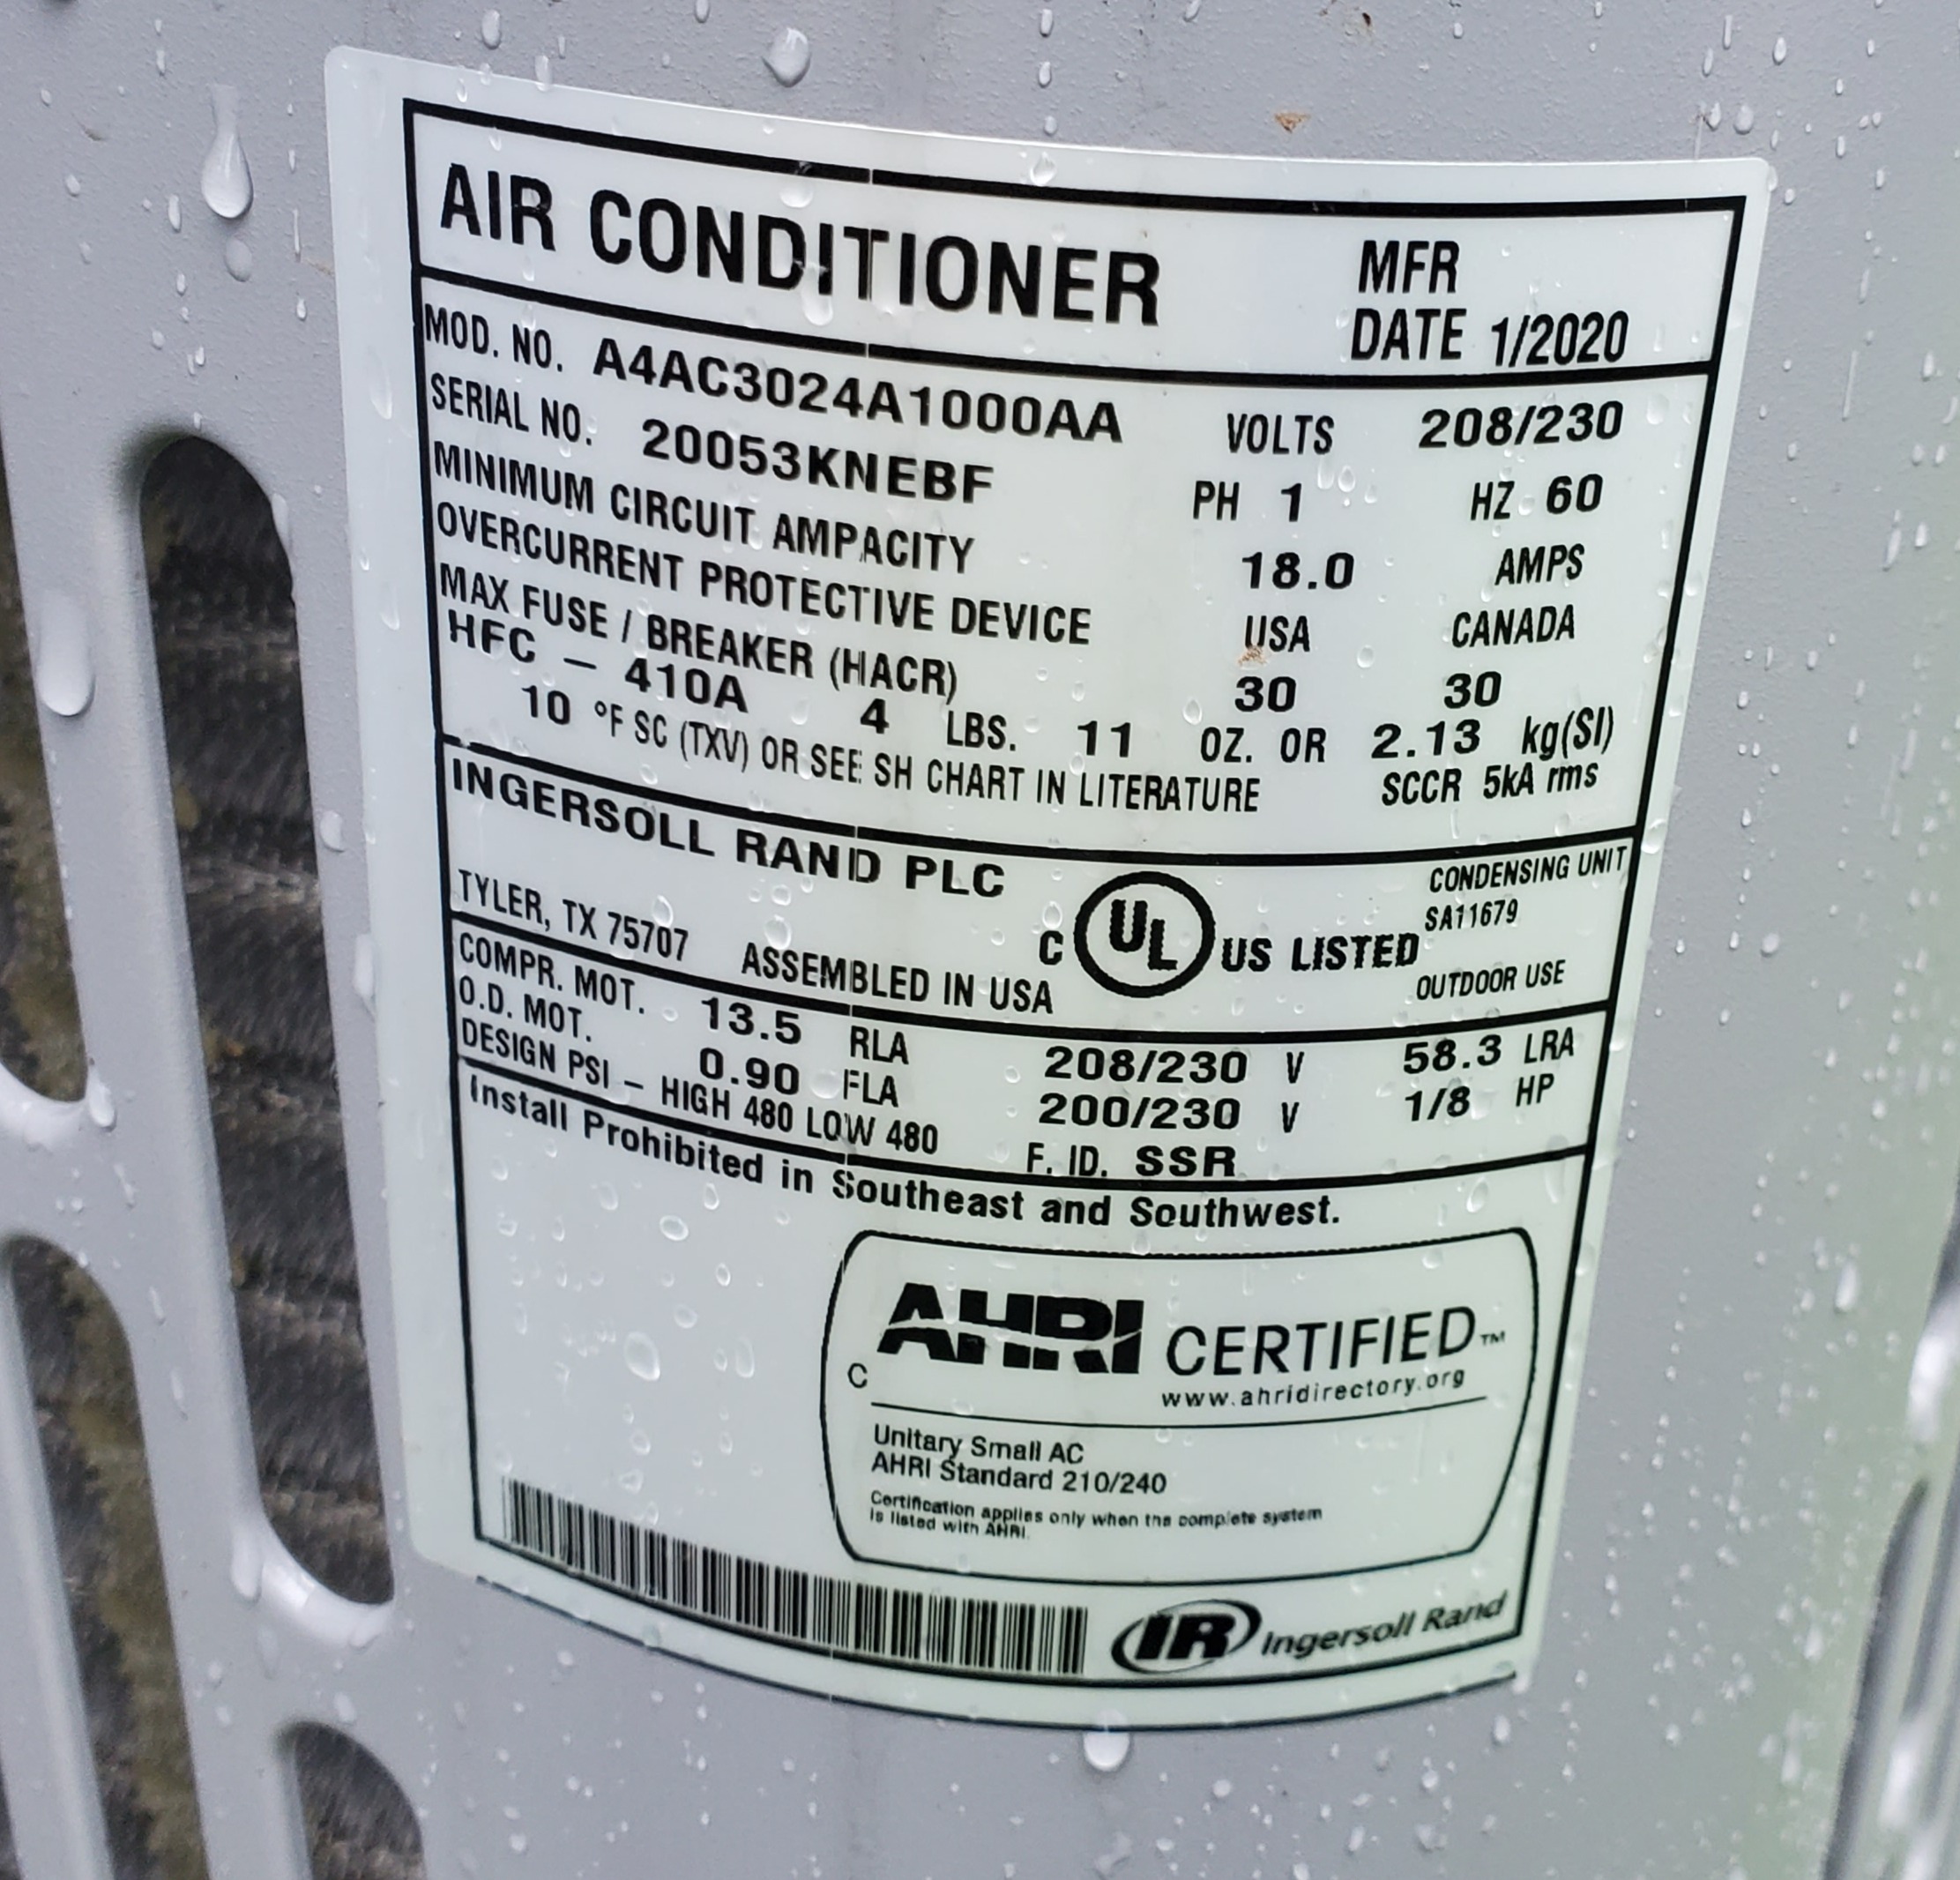 AIR CONDITIONER MFR DATE 1/2020
MOD. NO. A4AC3024A1000AA VOLTS 208/230
SERIAL NO. 20053KNEBF PH 1 HZ 60
MINIMUM CIRCUIT AMPACITY 18.0 AMPS
OVERCURRENT PROTECTIVE DEVICE USA CANADA
MAX FUSE / BREAKER (HACR) 30 30
HFC – 410A 4 LBS. 11 OZ. OR 2.13 kg(SI)
10 °F SC (TXV) OR SEE SH CHART IN LITERATURE SCCR 5kA rms
INGERSOLL RAND PLC
TYLER, TX 75707 ASSEMBLED IN USA
C UL US LISTED
CONDENSING UNIT
SA11679
OUTDOOR USE
COMPR. MOT. 13.5 RLA 208/230 V 58.3 LRA
O.D. MOT. 0.90 FLA 200/230 V 1/8 HP
DESIGN PSI – HIGH 480 LOW 480 F. ID. SSR
Install Prohibited in Southeast and Southwest.
C AHRI CERTIFIED™
www.ahridirectory.org
Unitary Small AC
AHRI Standard 210/240
Certification applies only when the complete system
is listed with AHRI.
IR Ingersoll Rand